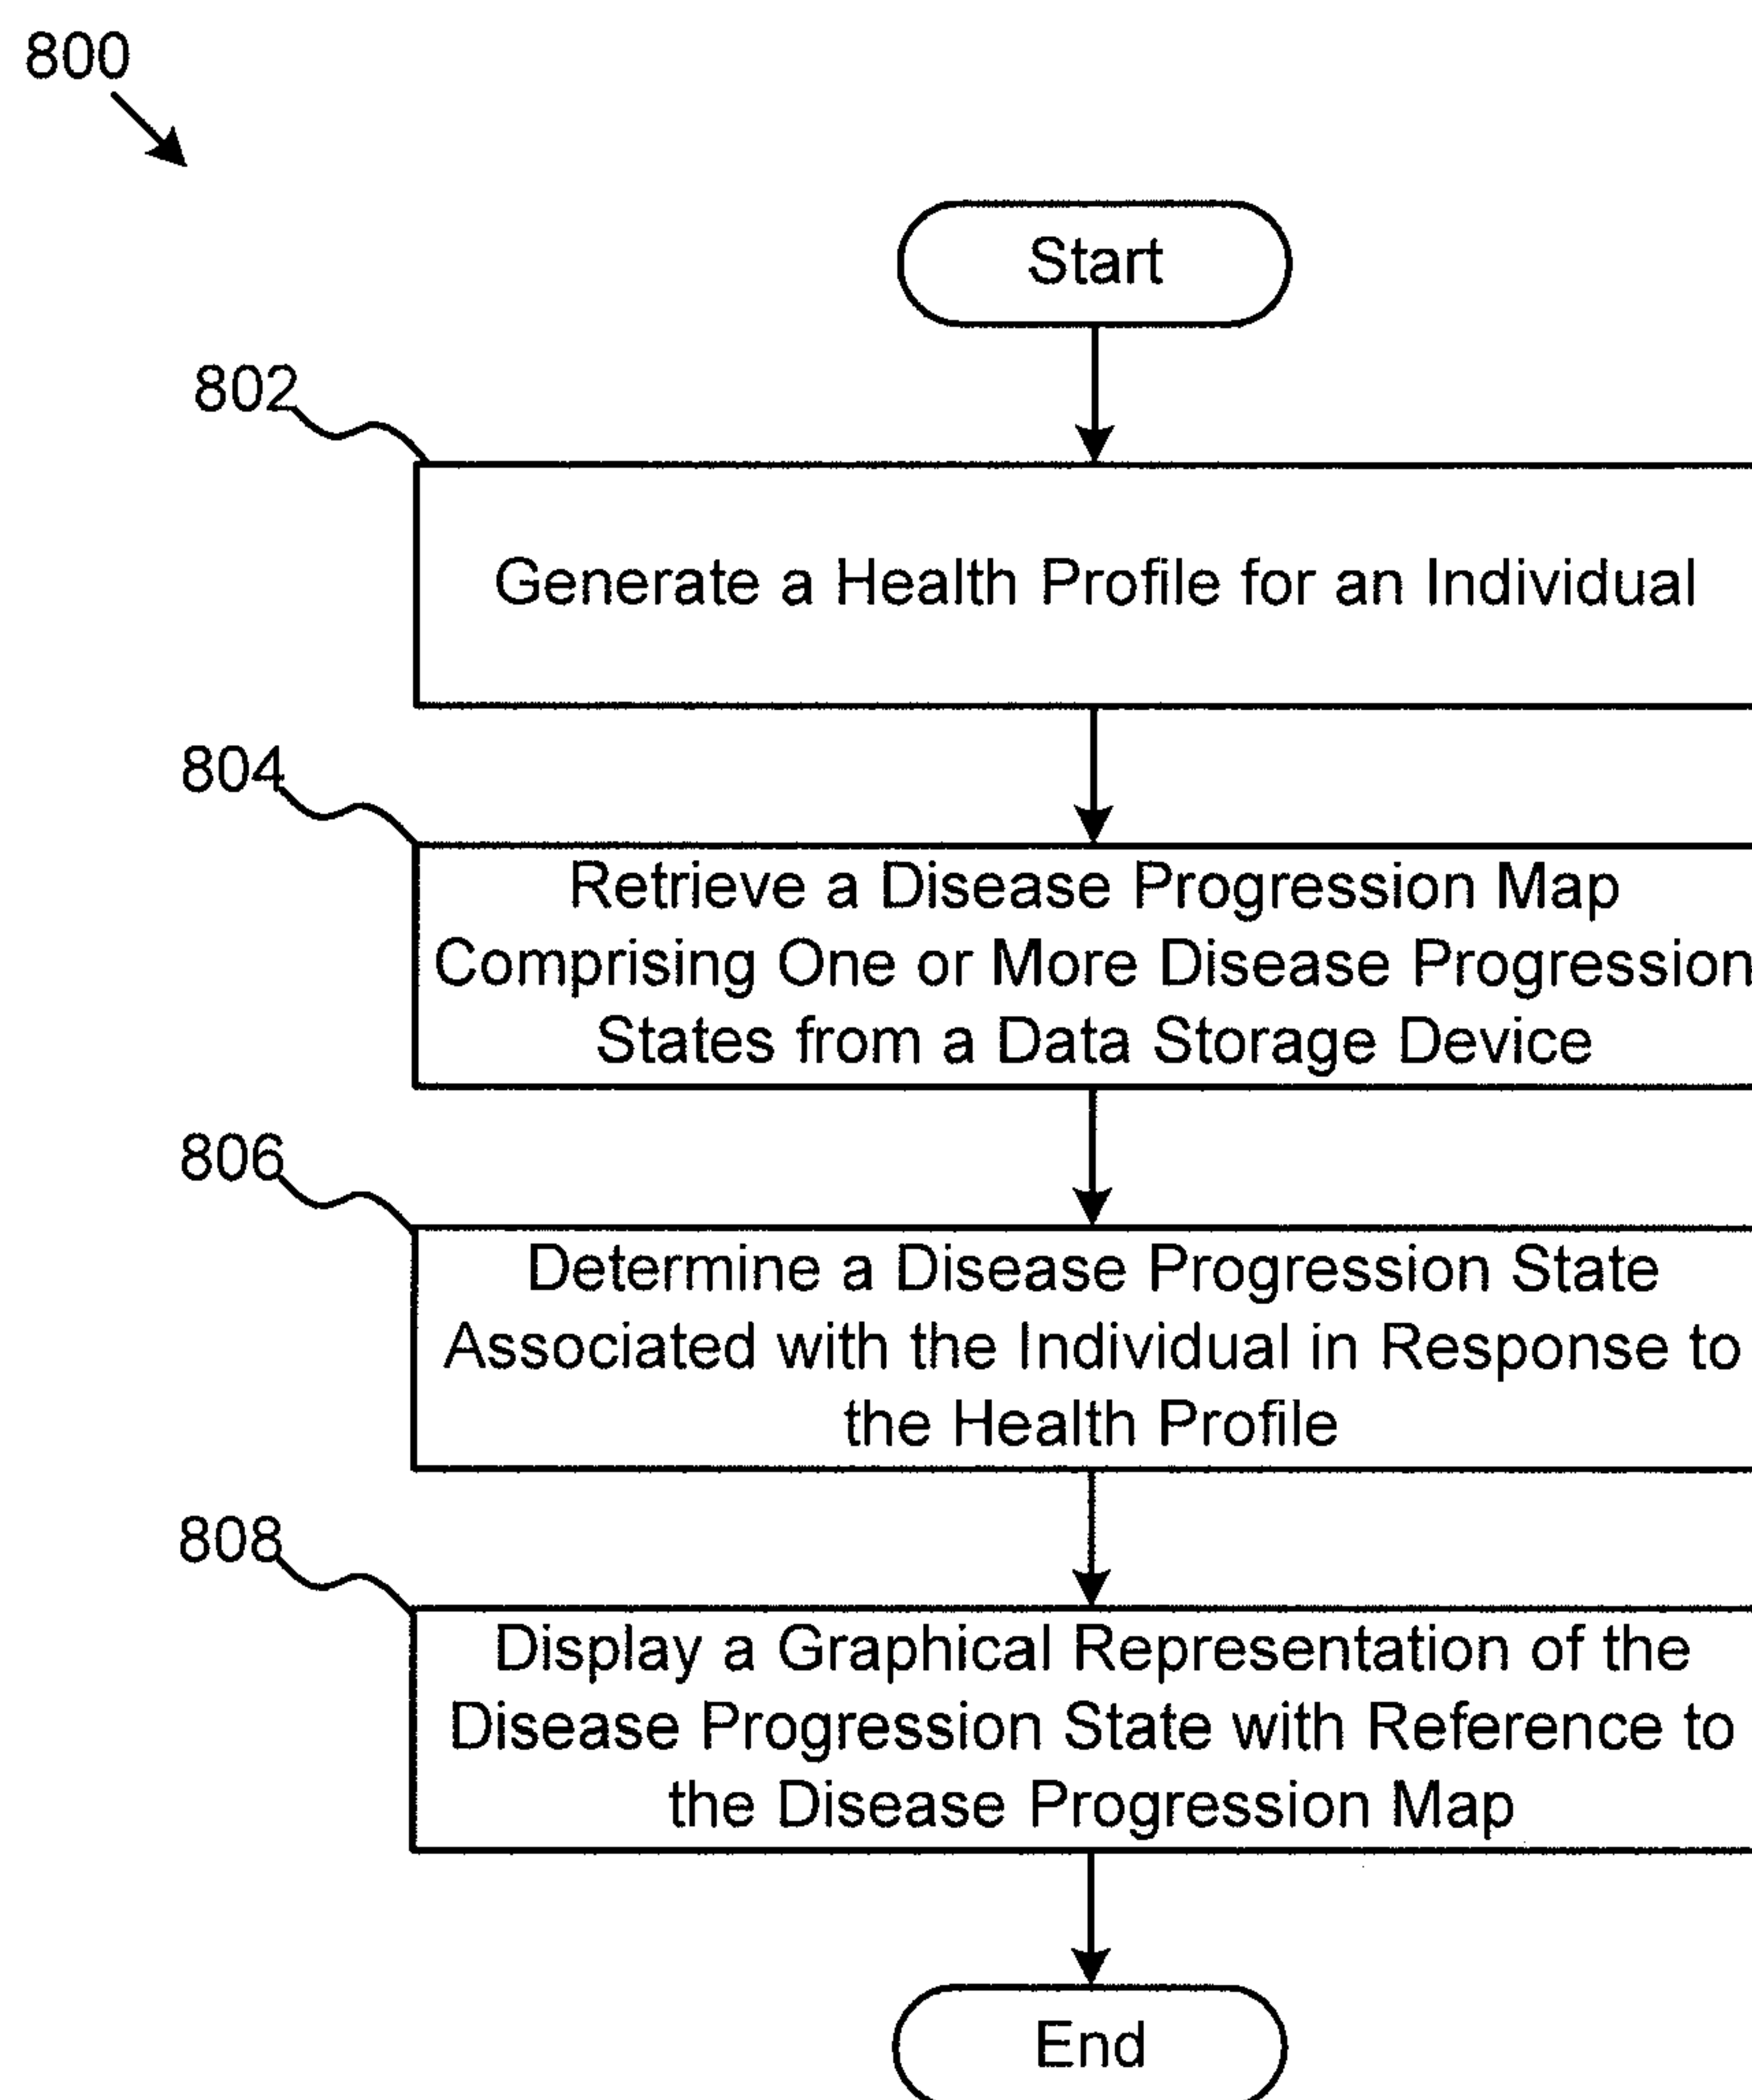 800
Start
802
Generate a Health Profile for an Individual
804
Retrieve a Disease Progression Map
Comprising One or More Disease Progression
States from a Data Storage Device
806
Determine a Disease Progression State
Associated with the Individual in Response to
the Health Profile
808
Display a Graphical Representation of the
Disease Progression State with Reference to
the Disease Progression Map
End